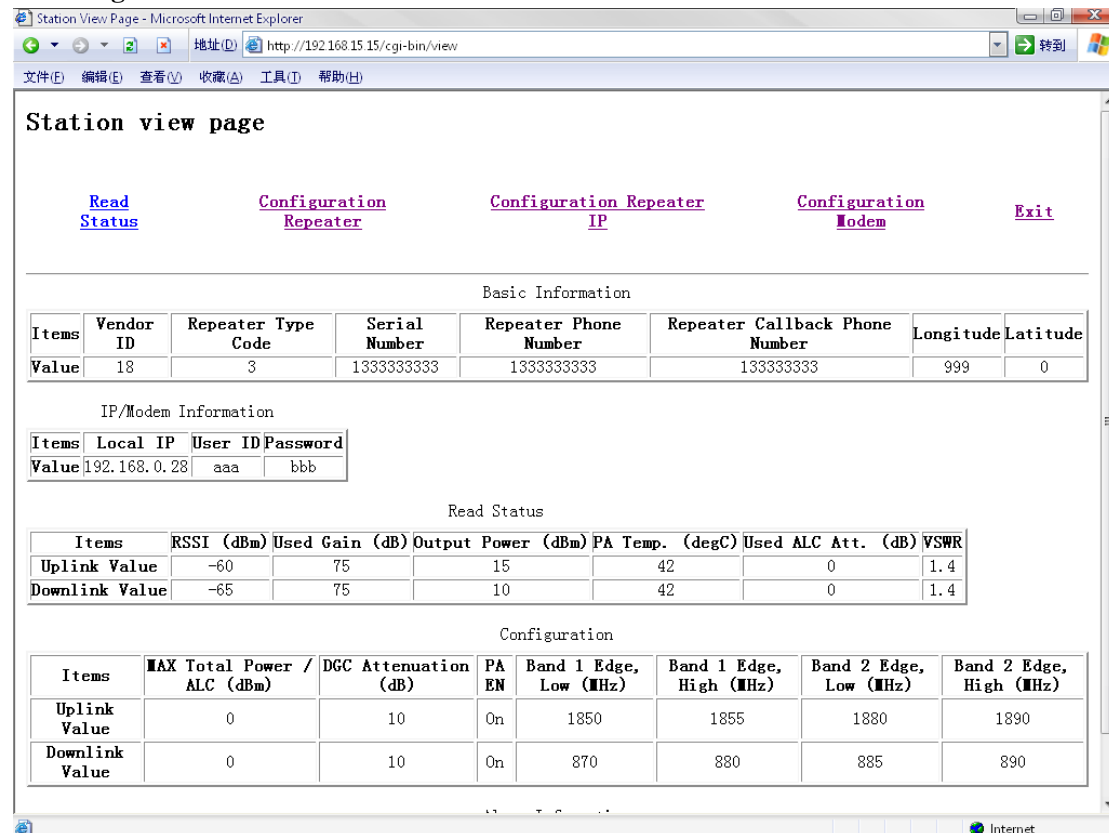 Station View Page - Microsoft Internet Explorer
地址(D) http://192.168.15.15/cgi-bin/view 转到
文件(F) 编辑(E) 查看(V) 收藏(A) 工具(T) 帮助(H)
Station view page
Read Status Configuration Repeater Configuration Repeater IP Configuration Modem Exit
Basic Information
Items Vendor ID Repeater Type Code Serial Number Repeater Phone Number Repeater Callback Phone Number Longitude Latitude
Value 18 3 1333333333 1333333333 133333333 999 0
IP/Modem Information
Items Local IP User ID Password
Value 192.168.0.28 aaa bbb
Read Status
Items RSSI (dBm) Used Gain (dB) Output Power (dBm) PA Temp. (degC) Used ALC Att. (dB) VSWR
Uplink Value -60 75 15 42 0 1.4
Downlink Value -65 75 10 42 0 1.4
Configuration
Items MAX Total Power / ALC (dBm) DGC Attenuation (dB) PA EN Band 1 Edge, Low (MHz) Band 1 Edge, High (MHz) Band 2 Edge, Low (MHz) Band 2 Edge, High (MHz)
Uplink Value 0 10 On 1850 1855 1880 1890
Downlink Value 0 10 On 870 880 885 890
Internet